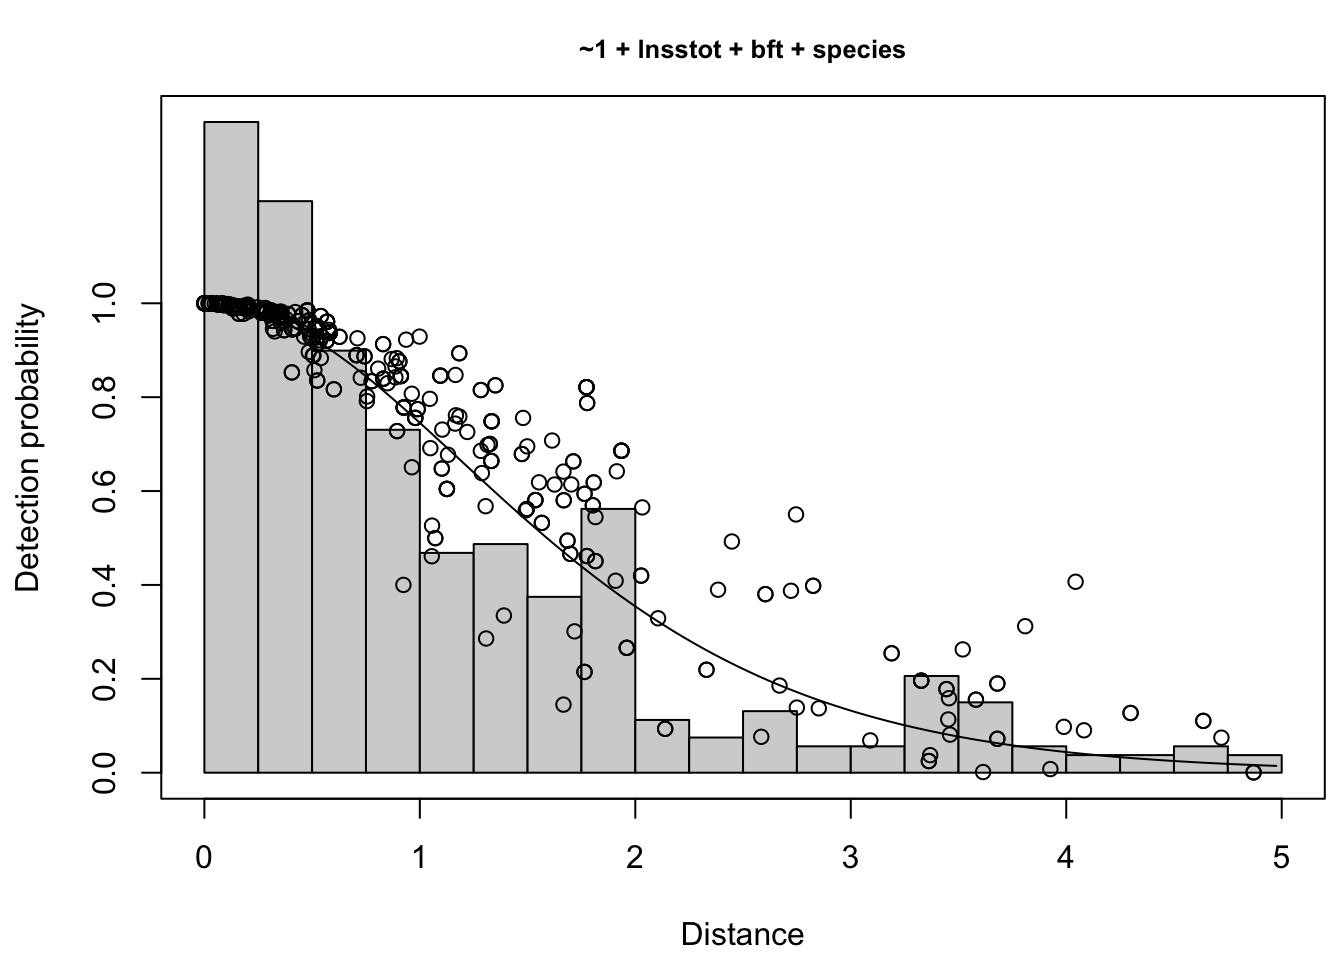 ~1 + lnsstot + bft + species
Detection probability
1.0
0.8
0.6
0.4
0.2
0.0
0 1 2 3 4 5
Distance